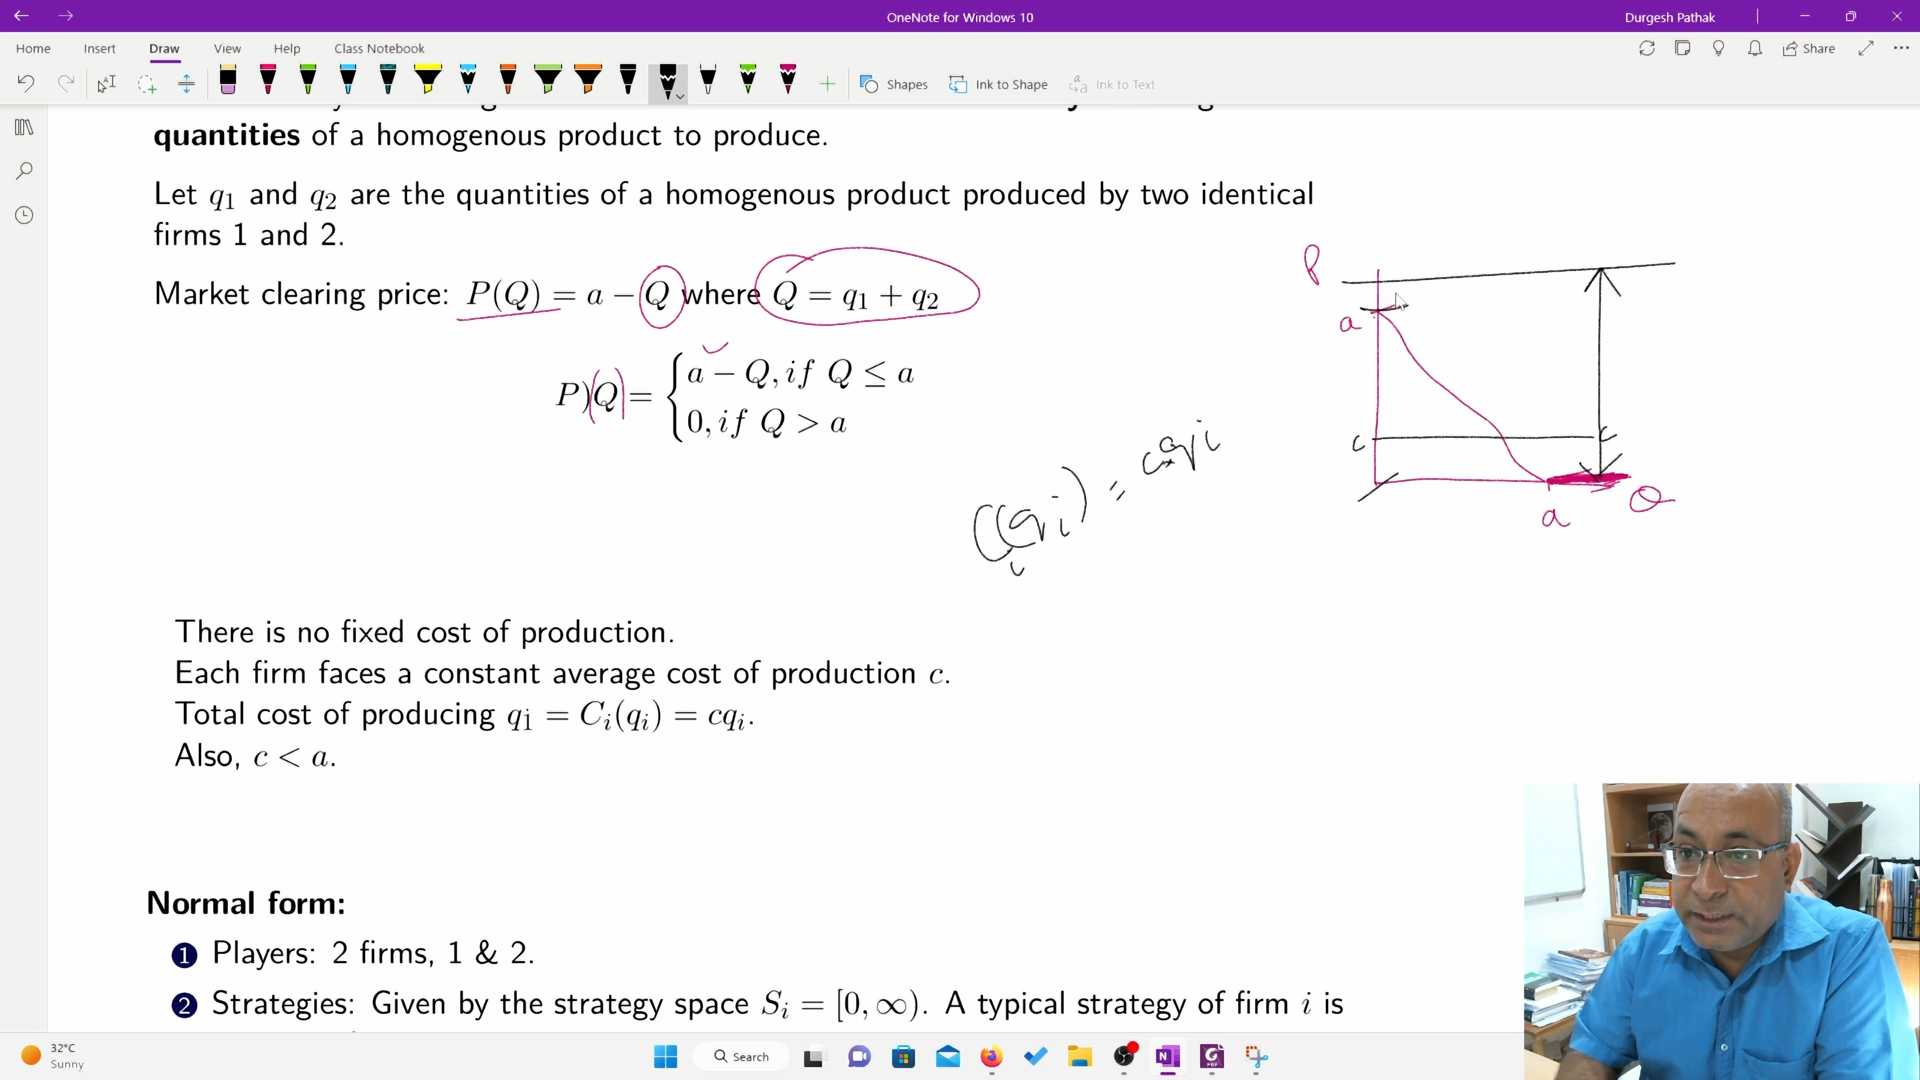 OneNote for Windows 10
Durgesh Pathak
Home Insert Draw View Help Class Notebook
Share
Shapes Ink to Shape Ink to Text
quantities of a homogenous product to produce.
Let q1 and q2 are the quantities of a homogenous product produced by two identical
firms 1 and 2.
Market clearing price: P(Q) = a − Q where Q = q1 + q2
P)(Q) = { a − Q, if Q ≤ a
0, if Q > a
P
a
c
c
a
Q
Ci(qi) = c × qi
There is no fixed cost of production.
Each firm faces a constant average cost of production c.
Total cost of producing qi = Ci(qi) = cqi.
Also, c < a.
Normal form:
1 Players: 2 firms, 1 & 2.
2 Strategies: Given by the strategy space Si = [0, ∞). A typical strategy of firm i is
32°C
Sunny
Search